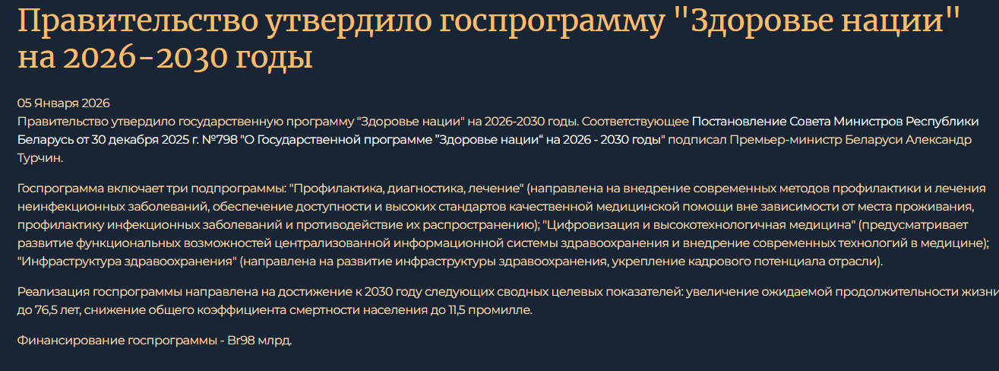 Правительство утвердило госпрограмму "Здоровье нации"
на 2026-2030 годы
05 Января 2026
Правительство утвердило государственную программу "Здоровье нации" на 2026-2030 годы. Соответствующее Постановление Совета Министров Республики
Беларусь от 30 декабря 2025 г. №798 "О Государственной программе ”Здоровье нации“ на 2026 - 2030 годы" подписал Премьер-министр Беларуси Александр
Турчин.
Госпрограмма включает три подпрограммы: "Профилактика, диагностика, лечение" (направлена на внедрение современных методов профилактики и лечения
неинфекционных заболеваний, обеспечение доступности и высоких стандартов качественной медицинской помощи вне зависимости от места проживания,
профилактику инфекционных заболеваний и противодействие их распространению); "Цифровизация и высокотехнологичная медицина" (предусматривает
развитие функциональных возможностей централизованной информационной системы здравоохранения и внедрение современных технологий в медицине);
"Инфраструктура здравоохранения" (направлена на развитие инфраструктуры здравоохранения, укрепление кадрового потенциала отрасли).
Реализация госпрограммы направлена на достижение к 2030 году следующих сводных целевых показателей: увеличение ожидаемой продолжительности жизни
до 76,5 лет, снижение общего коэффициента смертности населения до 11,5 промилле.
Финансирование госпрограммы - Br98 млрд.